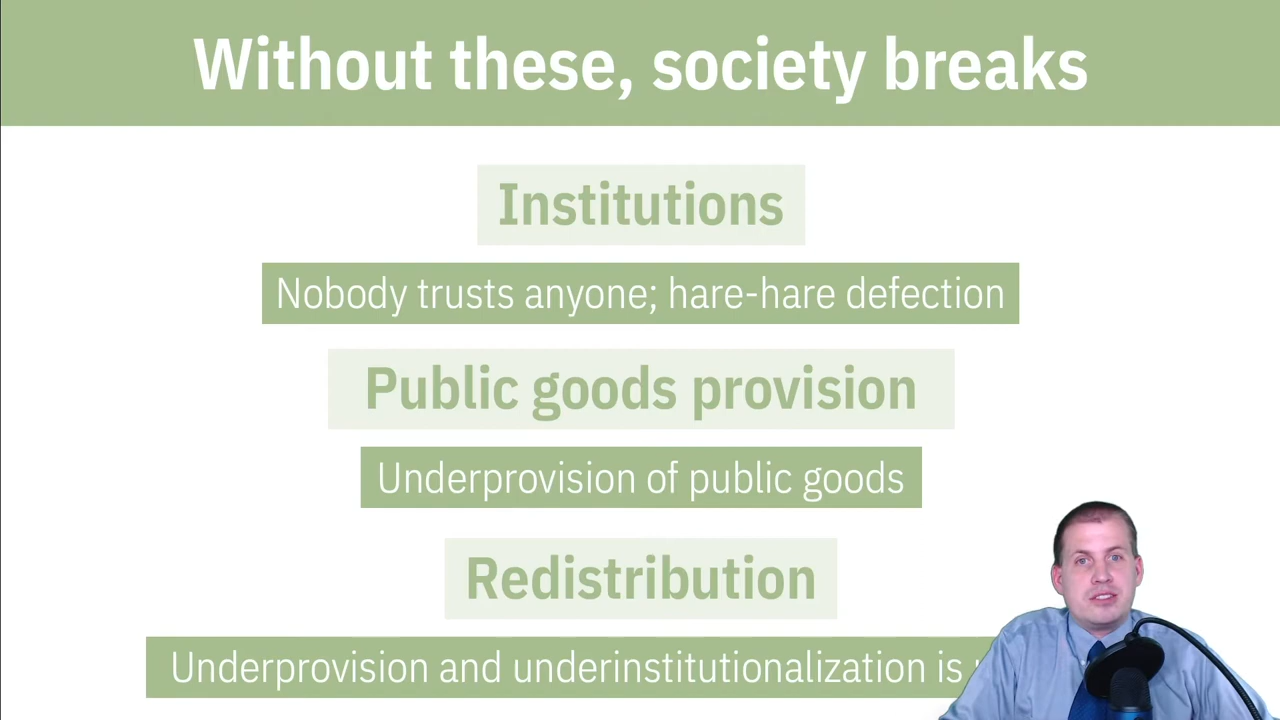 Without these, society breaks
Institutions
Nobody trusts anyone; hare-hare defection
Public goods provision
Underprovision of public goods
Redistribution
Underprovision and underinstitutionalization is